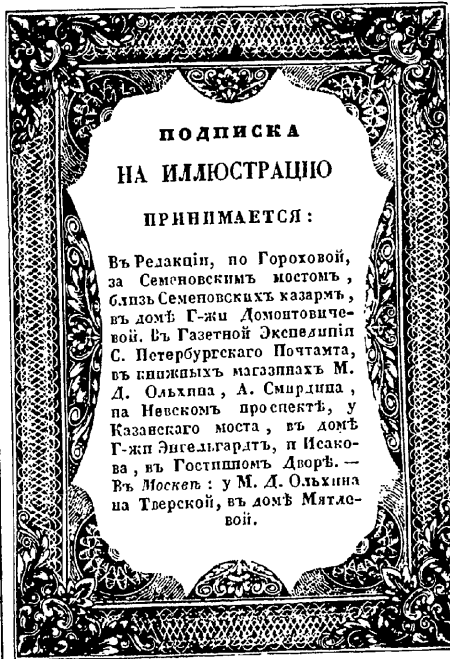 ПОДПИСКА
НА ИЛЛЮСТРАЦІЮ
ПРИНИМАЕТСЯ:
Въ Редакціи, по Гороховой,
за Семеновскимъ мостомъ,
близь Семеновскихъ казармъ,
въ домѣ Г-жи Домонтовиче-
вой. Въ Газетной Экспедиціи
С. Петербургскаго Почтамта,
въ книжныхъ магазинахъ М.
Д. Ольхина, А. Смирдина,
на Невскомъ проспектѣ, у
Казанскаго моста, въ домѣ
Г-жи Энгельгардтъ, и Исако-
ва, въ Гостинномъ Дворѣ. —
Въ Москвѣ: у М. Д. Ольхина
на Тверской, въ домѣ Мятле-
вой.